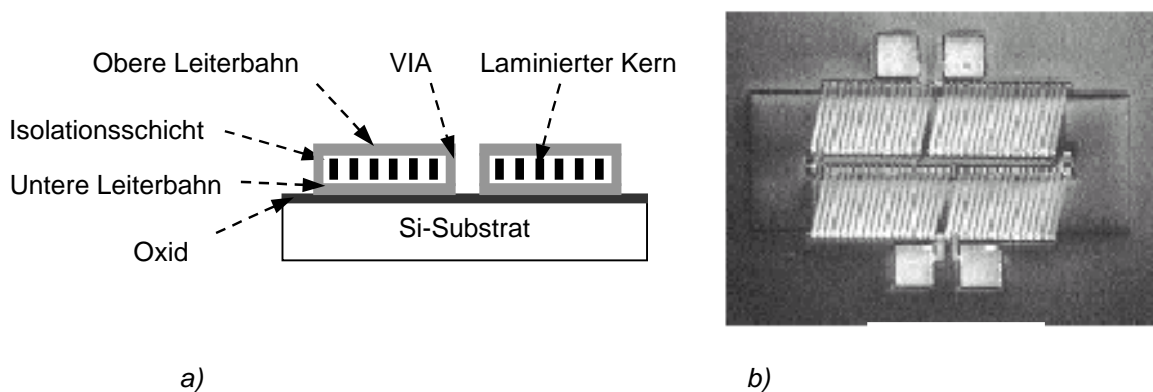 Obere Leiterbahn VIA Laminierter Kern
Isolationsschicht
Untere Leiterbahn
Si-Substrat
Oxid
a) b)